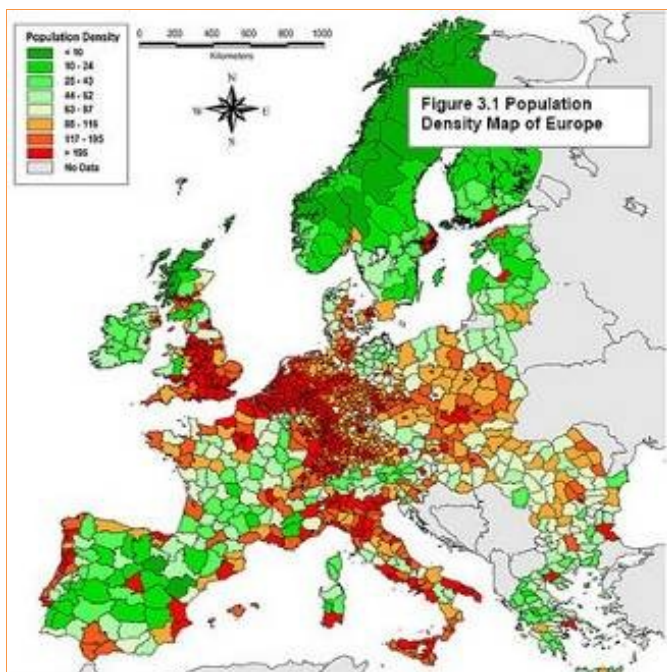 Population Density
< 10
10 - 24
25 - 43
44 - 62
63 - 87
88 - 116
117 - 195
> 195
No Data
0 200 400 600 800 1000
Kilometers
N
W E
S
Figure 3.1 Population
Density Map of Europe